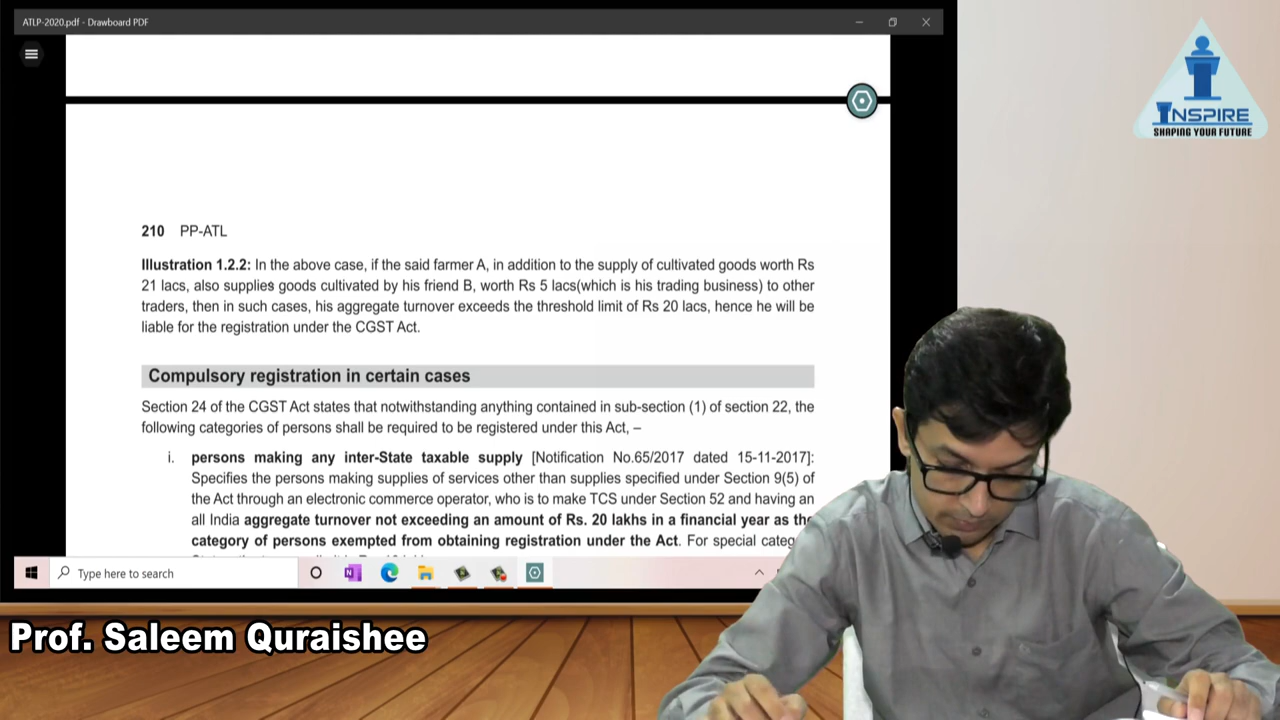 ATLP-2020.pdf - Drawboard PDF
INSPIRE
SHAPING YOUR FUTURE
210 PP-ATL
Illustration 1.2.2: In the above case, if the said farmer A, in addition to the supply of cultivated goods worth Rs
21 lacs, also supplies goods cultivated by his friend B, worth Rs 5 lacs(which is his trading business) to other
traders, then in such cases, his aggregate turnover exceeds the threshold limit of Rs 20 lacs, hence he will be
liable for the registration under the CGST Act.
Compulsory registration in certain cases
Section 24 of the CGST Act states that notwithstanding anything contained in sub-section (1) of section 22, the
following categories of persons shall be required to be registered under this Act, –
i. persons making any inter-State taxable supply [Notification No.65/2017 dated 15-11-2017]:
Specifies the persons making supplies of services other than supplies specified under Section 9(5) of
the Act through an electronic commerce operator, who is to make TCS under Section 52 and having an
all India aggregate turnover not exceeding an amount of Rs. 20 lakhs in a financial year as the
category of persons exempted from obtaining registration under the Act. For special categ
Type here to search
Prof. Saleem Quraishee